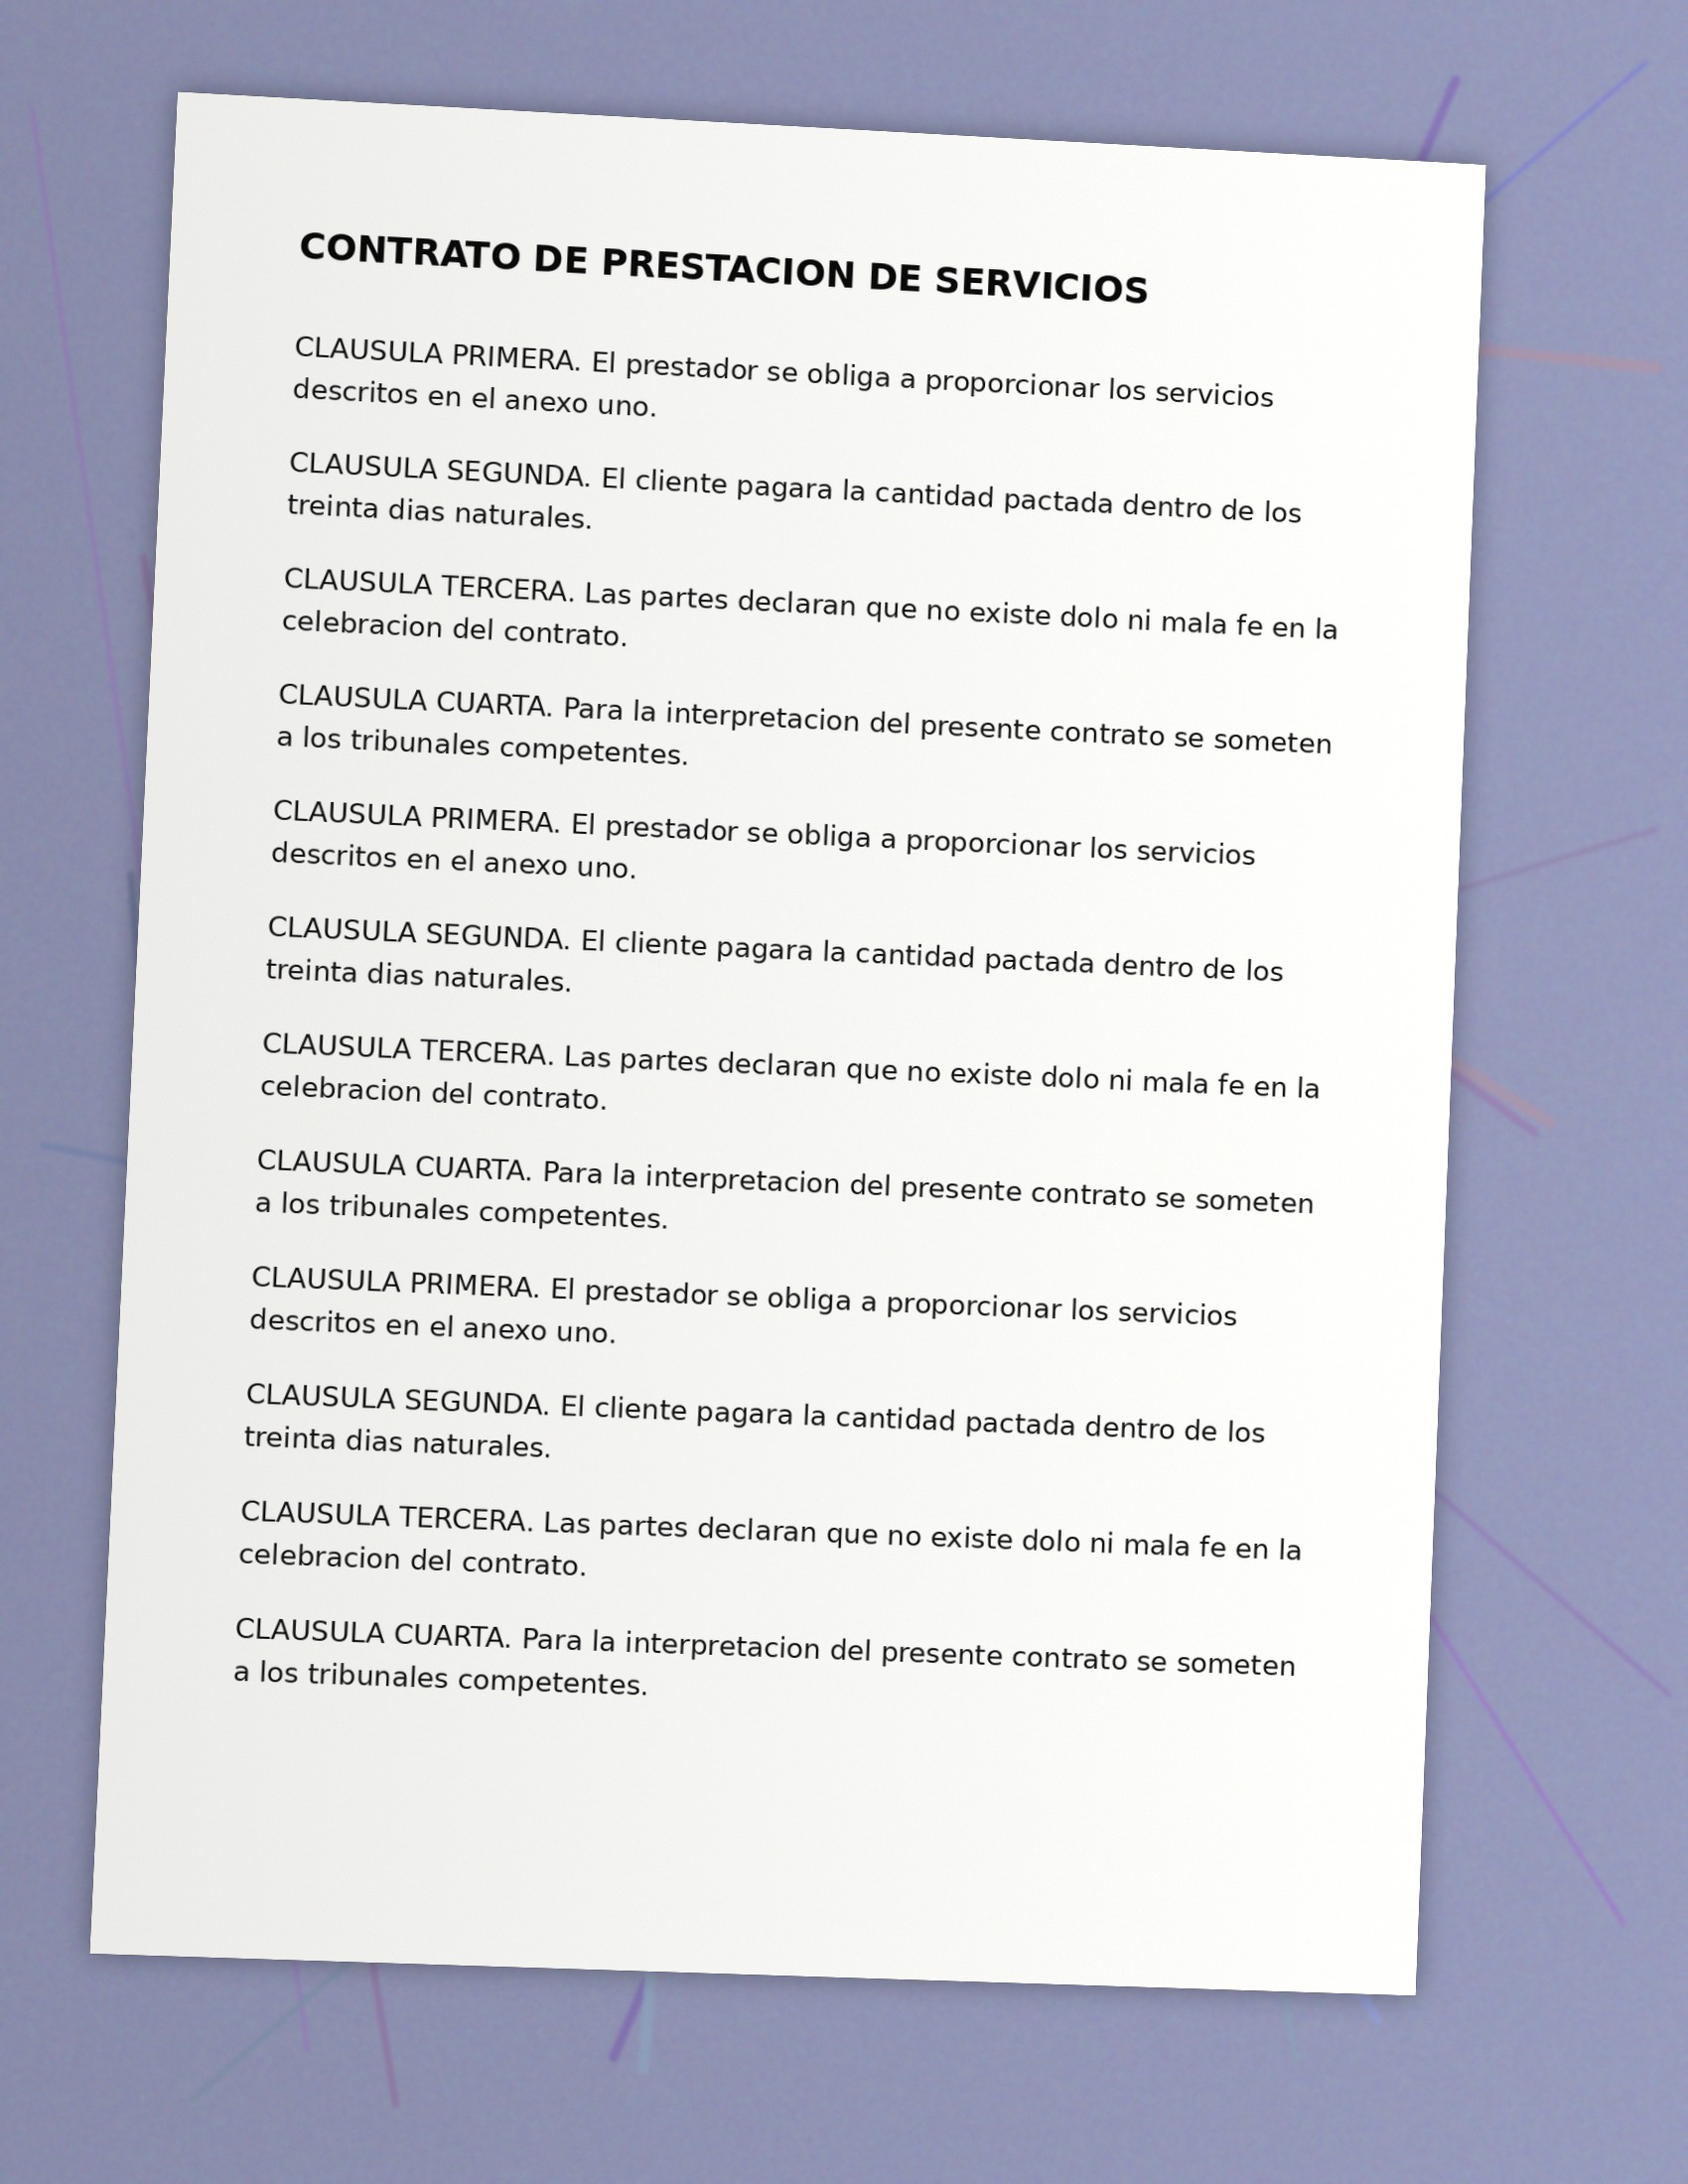 CONTRATO DE PRESTACION DE SERVICIOS
CLAUSULA PRIMERA. El prestador se obliga a proporcionar los servicios
descritos en el anexo uno.
CLAUSULA SEGUNDA. El cliente pagara la cantidad pactada dentro de los
treinta dias naturales.
CLAUSULA TERCERA. Las partes declaran que no existe dolo ni mala fe en la
celebracion del contrato.
CLAUSULA CUARTA. Para la interpretacion del presente contrato se someten
a los tribunales competentes.
CLAUSULA PRIMERA. El prestador se obliga a proporcionar los servicios
descritos en el anexo uno.
CLAUSULA SEGUNDA. El cliente pagara la cantidad pactada dentro de los
treinta dias naturales.
CLAUSULA TERCERA. Las partes declaran que no existe dolo ni mala fe en la
celebracion del contrato.
CLAUSULA CUARTA. Para la interpretacion del presente contrato se someten
a los tribunales competentes.
CLAUSULA PRIMERA. El prestador se obliga a proporcionar los servicios
descritos en el anexo uno.
CLAUSULA SEGUNDA. El cliente pagara la cantidad pactada dentro de los
treinta dias naturales.
CLAUSULA TERCERA. Las partes declaran que no existe dolo ni mala fe en la
celebracion del contrato.
CLAUSULA CUARTA. Para la interpretacion del presente contrato se someten
a los tribunales competentes.